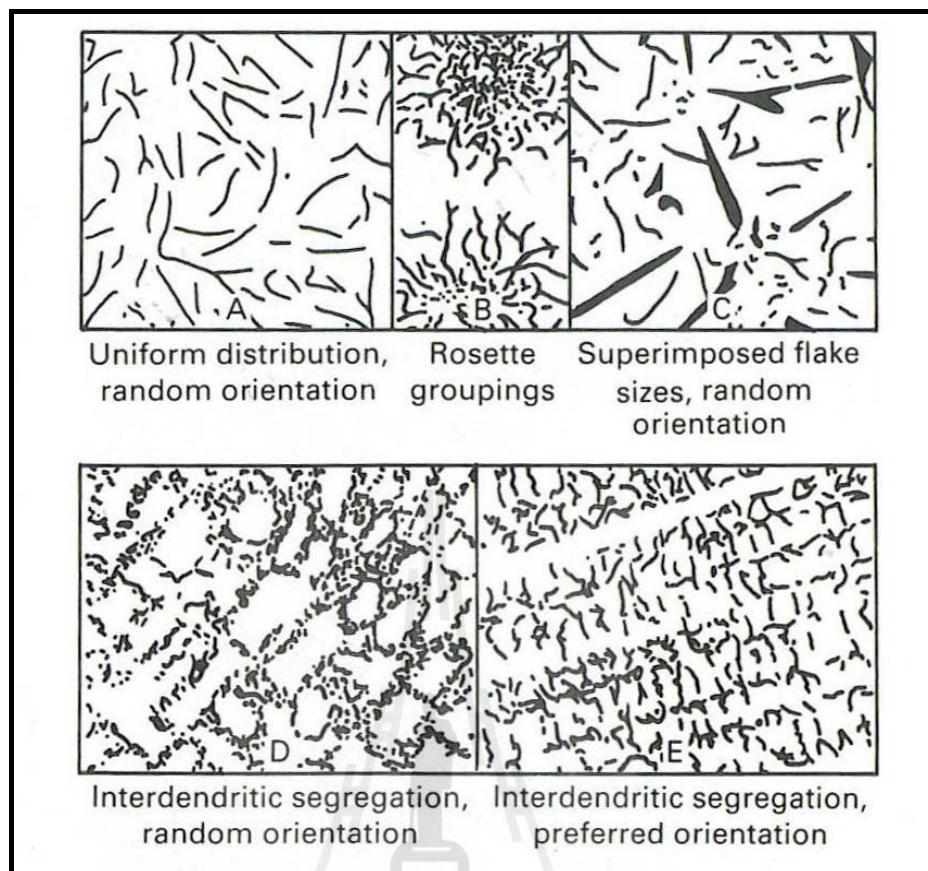 A
B
C
Uniform distribution,
random orientation
Rosette
groupings
Superimposed flake
sizes, random
orientation
D
E
Interdendritic segregation,
random orientation
Interdendritic segregation,
preferred orientation